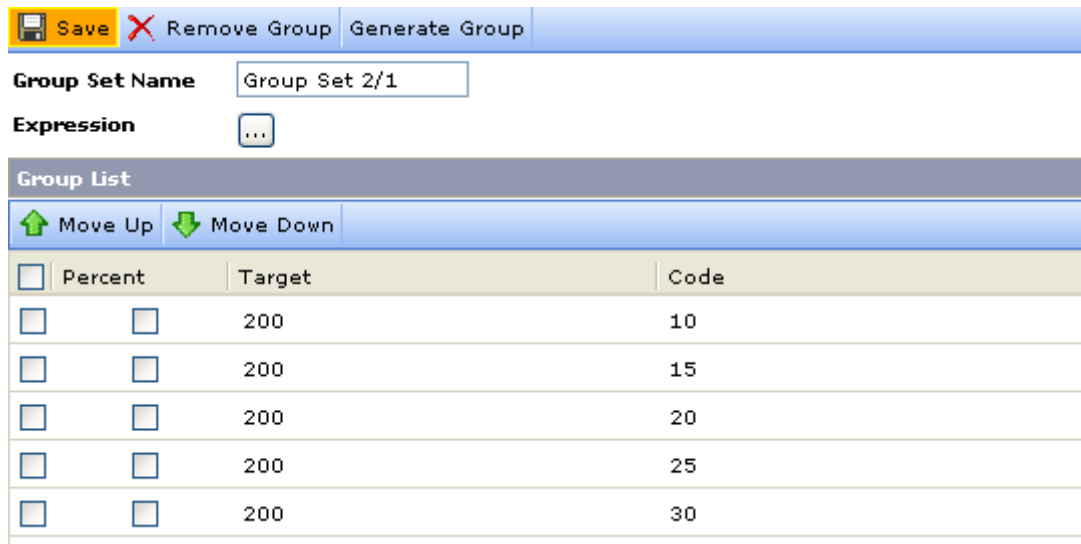 Save Remove Group Generate Group
Group Set Name Group Set 2/1
Expression ...
Group List
Move Up Move Down
Percent Target Code
200 10
200 15
200 20
200 25
200 30